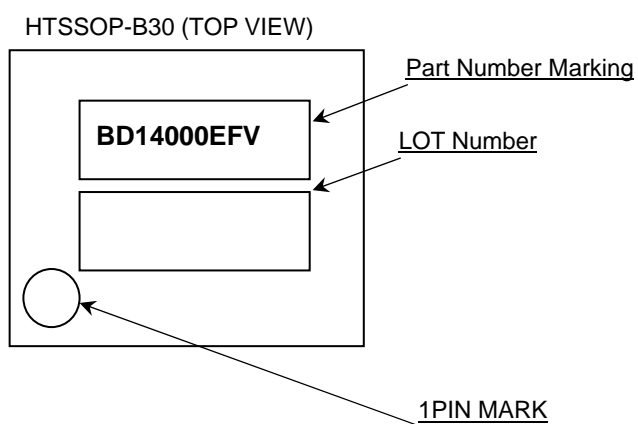 HTSSOP-B30 (TOP VIEW)
Part Number Marking
BD14000EFV
LOT Number
1PIN MARK